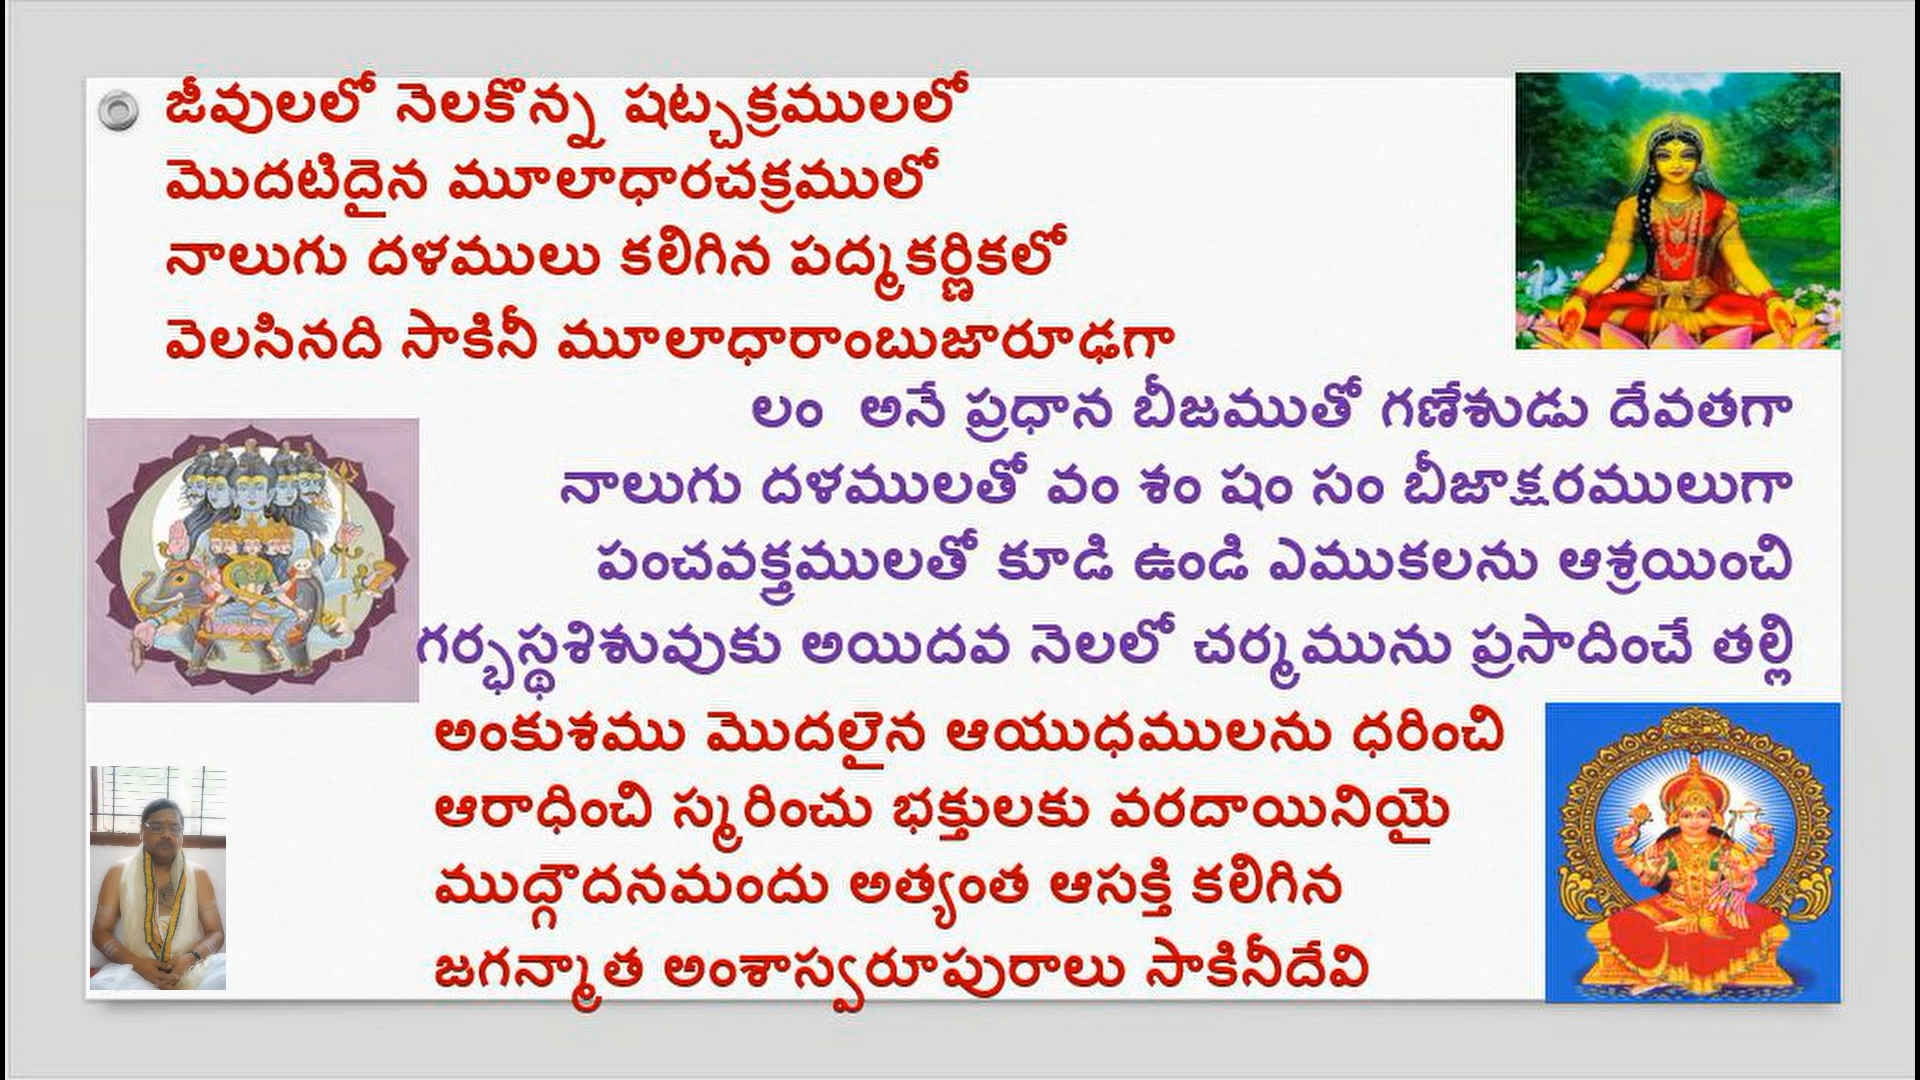 జీవులలో నెలకొన్న షట్చక్రములలో
మొదటిదైన మూలాధారచక్రములో
నాలుగు దళములు కలిగిన పద్మకర్ణికలో
వెలసినది సాకినీ మూలాధారాంబుజారూఢగా
లం అనే ప్రధాన బీజముతో గణేశుడు దేవతగా
నాలుగు దళములతో వం శం షం సం బీజాక్షరములుగా
పంచవక్త్రములతో కూడి ఉండి ఎముకలను ఆశ్రయించి
గర్భస్థశిశువుకు అయిదవ నెలలో చర్మమును ప్రసాదించే తల్లి
అంకుశము మొదలైన ఆయుధములను ధరించి
ఆరాధించి స్మరించు భక్తులకు వరదాయినియై
ముద్గౌదనమందు అత్యంత ఆసక్తి కలిగిన
జగన్మాత అంశాస్వరూపురాలు సాకినీదేవి